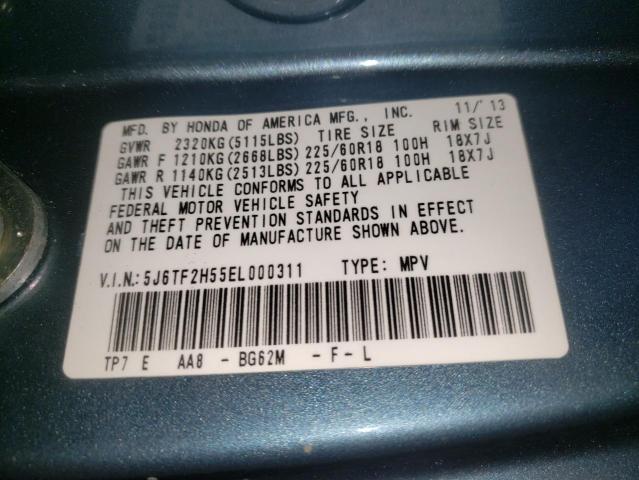 MFD. BY HONDA OF AMERICA MFG., INC. 11/'13
GVWR 2320KG(5115LBS) TIRE SIZE RIM SIZE
GAWR F 1210KG(2668LBS) 225/60R18 100H 18X7J
GAWR R 1140KG(2513LBS) 225/60R18 100H 18X7J
THIS VEHICLE CONFORMS TO ALL APPLICABLE
FEDERAL MOTOR VEHICLE SAFETY
AND THEFT PREVENTION STANDARDS IN EFFECT
ON THE DATE OF MANUFACTURE SHOWN ABOVE.
V.I.N.: 5J6TF2H55EL000311 TYPE: MPV
TP7 E AA8 - BG62M - F - L